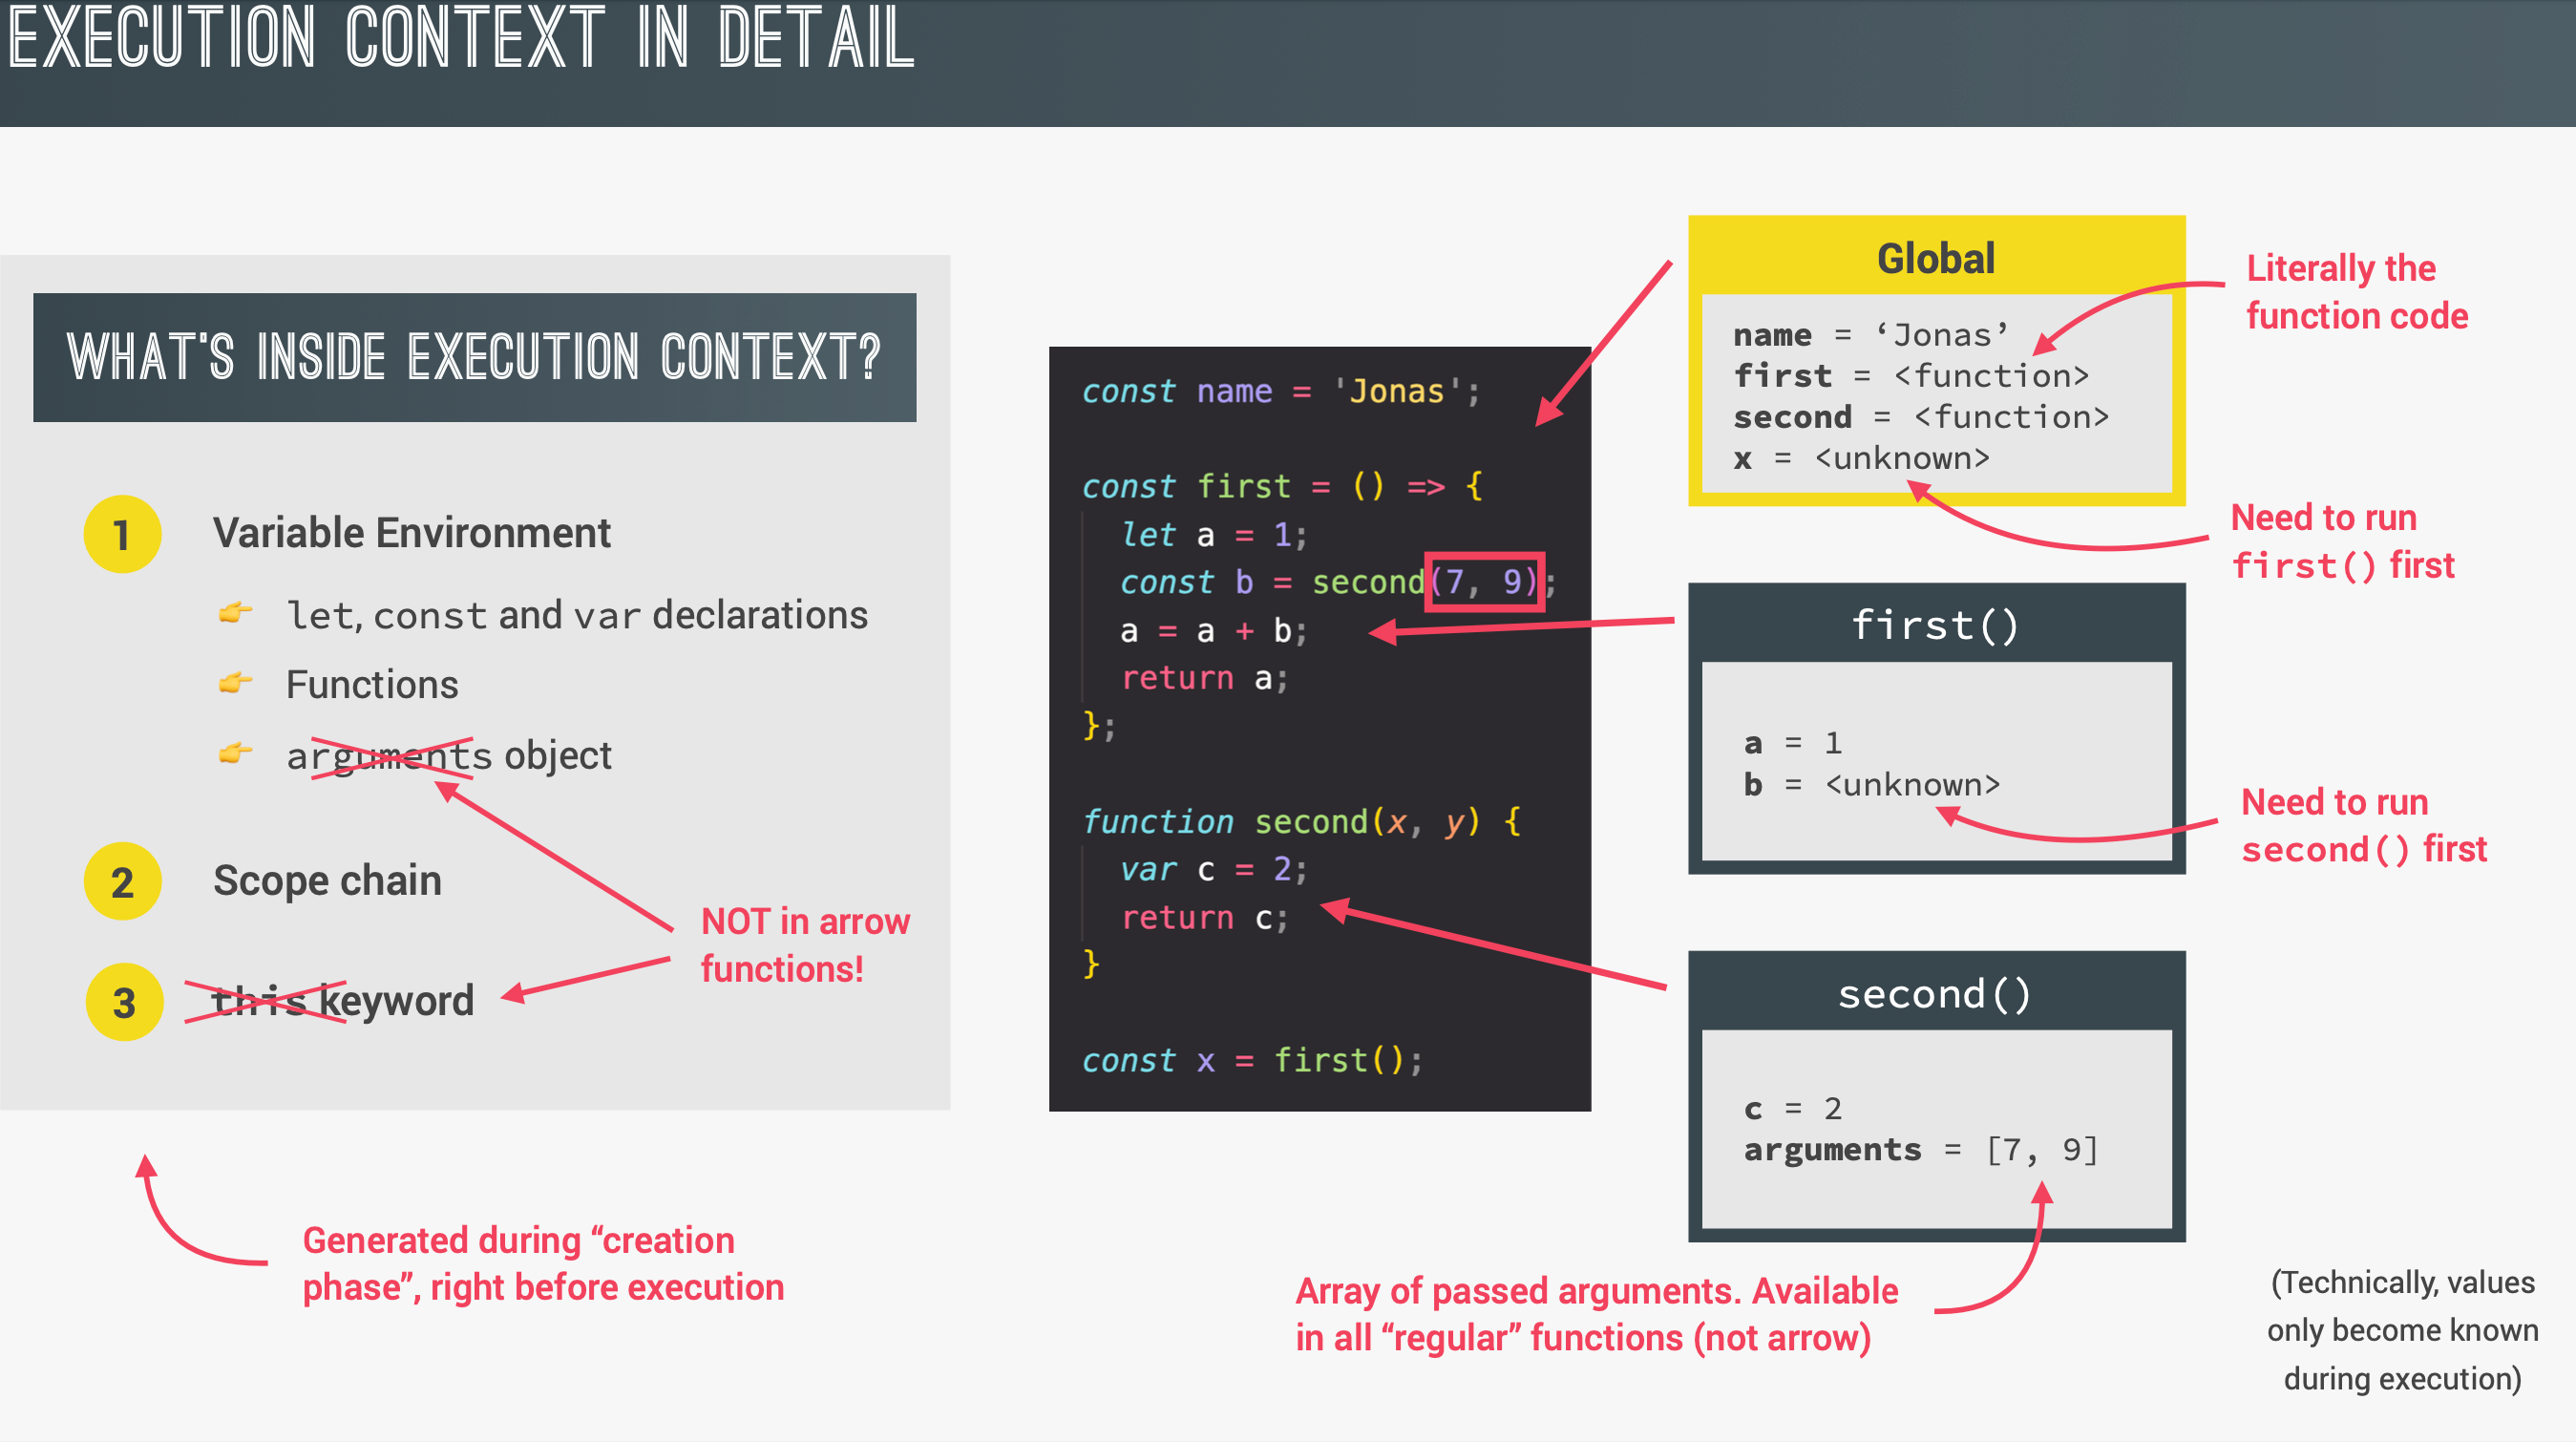 EXECUTION CONTEXT IN DETAIL
WHAT'S INSIDE EXECUTION CONTEXT?
1 Variable Environment
👉 let, const and var declarations
👉 Functions
👉 arguments object
2 Scope chain
3 this keyword
NOT in arrow
functions!
Generated during “creation
phase”, right before execution
const name = 'Jonas';
const first = () => {
let a = 1;
const b = second(7, 9);
a = a + b;
return a;
};
function second(x, y) {
var c = 2;
return c;
}
const x = first();
Global
name = ‘Jonas’
first = <function>
second = <function>
x = <unknown>
Literally the
function code
Need to run
first() first
first()
a = 1
b = <unknown>
Need to run
second() first
second()
c = 2
arguments = [7, 9]
Array of passed arguments. Available
in all “regular” functions (not arrow)
(Technically, values
only become known
during execution)